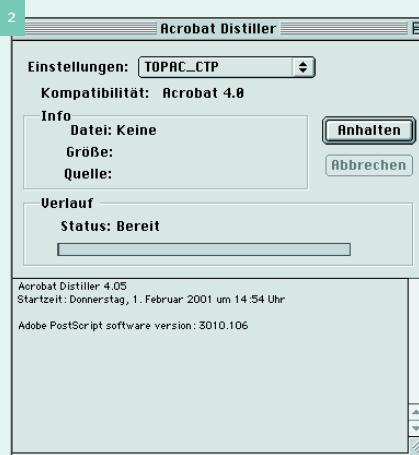 2
Acrobat Distiller
Einstellungen: TOPAC_CTP
Kompatibilität: Acrobat 4.0
Info
Datei: Keine
Größe:
Quelle:
Anhalten
Abbrechen
Verlauf
Status: Bereit
Acrobat Distiller 4.05
Startzeit: Donnerstag, 1. Februar 2001 um 14:54 Uhr
Adobe PostScript software version: 3010.106